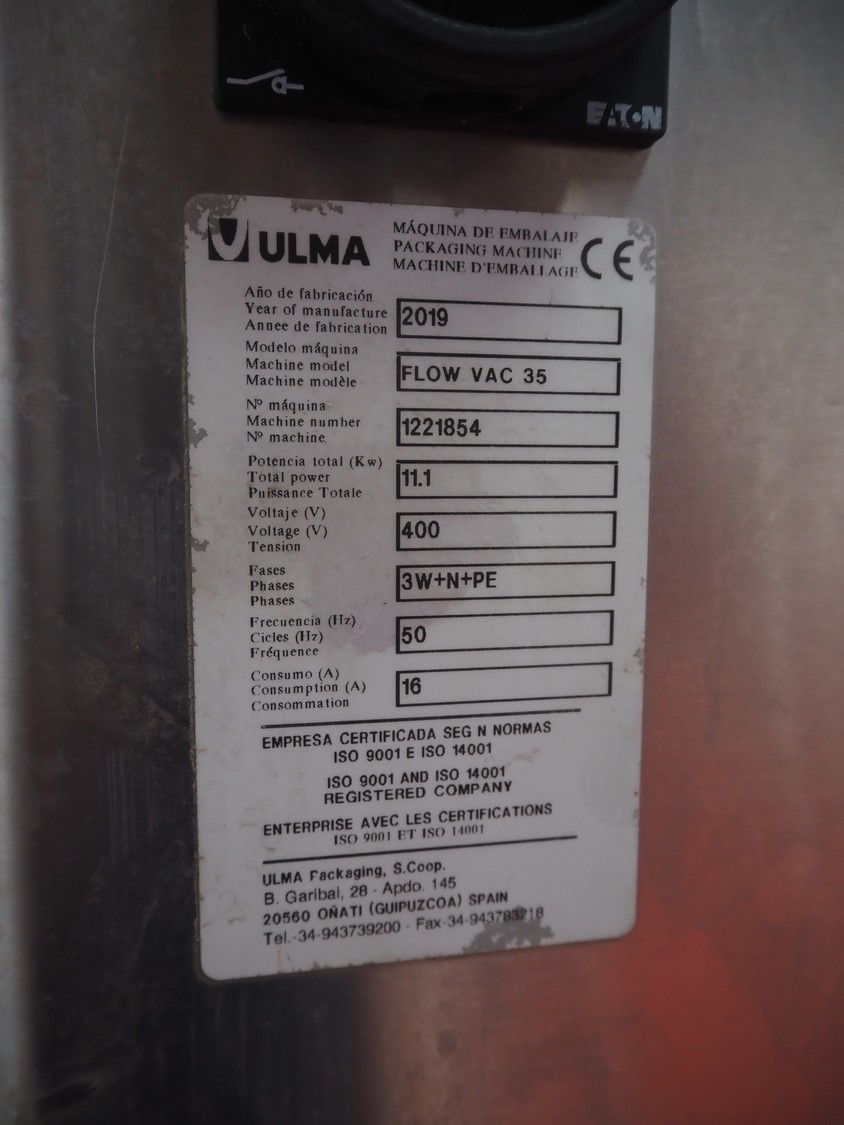 EATON
ULMA
MÁQUINA DE EMBALAJE
PACKAGING MACHINE
MACHINE D'EMBALLAGE
CE
Año de fabricación
Year of manufacture
Annee de fabrication
2019
Modelo máquina
Machine model
Machine modèle
FLOW VAC 35
Nº máquina
Machine number
Nº machine
1221854
Potencia total (Kw)
Total power
Puissance Totale
11.1
Voltaje (V)
Voltage (V)
Tension
400
Fases
Phases
Phases
3W+N+PE
Frecuencia (Hz)
Cicles (Hz)
Fréquence
50
Consumo (A)
Consumption (A)
Consommation
16
EMPRESA CERTIFICADA SEG N NORMAS
ISO 9001 E ISO 14001
ISO 9001 AND ISO 14001
REGISTERED COMPANY
ENTERPRISE AVEC LES CERTIFICATIONS
ISO 9001 ET ISO 14001
ULMA Packaging, S.Coop.
B. Garibai, 28 - Apdo. 145
20560 OÑATI (GUIPUZCOA) SPAIN
Tel.-34-943739200 - Fax-34-943783218